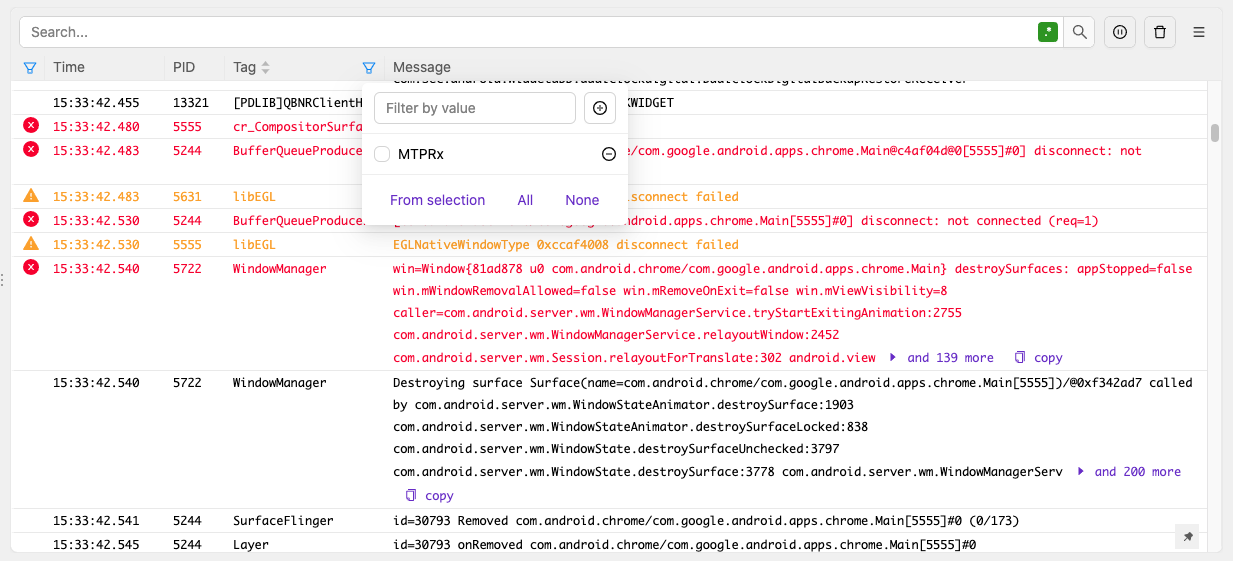 Search...
.*
Time PID Tag Message
15:33:42.455 13321 [PDLIB]QBNRClientH KWIDGET
15:33:42.480 5555 cr_CompositorSurfa
15:33:42.483 5244 BufferQueueProduce e/com.google.android.apps.chrome.Main@c4af04d@0[5555]#0] disconnect: not
15:33:42.483 5631 libEGL isconnect failed
15:33:42.530 5244 BufferQueueProduce ndroid.apps.chrome.Main[5555]#0] disconnect: not connected (req=1)
Filter by value
MTPRx
From selection All None
15:33:42.530 5555 libEGL EGLNativeWindowType 0xccaf4008 disconnect failed
15:33:42.540 5722 WindowManager win=Window{81ad878 u0 com.android.chrome/com.google.android.apps.chrome.Main} destroySurfaces: appStopped=false
win.mWindowRemovalAllowed=false win.mRemoveOnExit=false win.mViewVisibility=8
caller=com.android.server.wm.WindowManagerService.tryStartExitingAnimation:2755
com.android.server.wm.WindowManagerService.relayoutWindow:2452
com.android.server.wm.Session.relayoutForTranslate:302 android.view and 139 more copy
15:33:42.540 5722 WindowManager Destroying surface Surface(name=com.android.chrome/com.google.android.apps.chrome.Main[5555])/@0xf342ad7 called
by com.android.server.wm.WindowStateAnimator.destroySurface:1903
com.android.server.wm.WindowStateAnimator.destroySurfaceLocked:838
com.android.server.wm.WindowState.destroySurfaceUnchecked:3797
com.android.server.wm.WindowState.destroySurface:3778 com.android.server.wm.WindowManagerServ and 200 more
copy
15:33:42.541 5244 SurfaceFlinger id=30793 Removed com.android.chrome/com.google.android.apps.chrome.Main[5555]#0 (0/173)
15:33:42.545 5244 Layer id=30793 onRemoved com.android.chrome/com.google.android.apps.chrome.Main[5555]#0